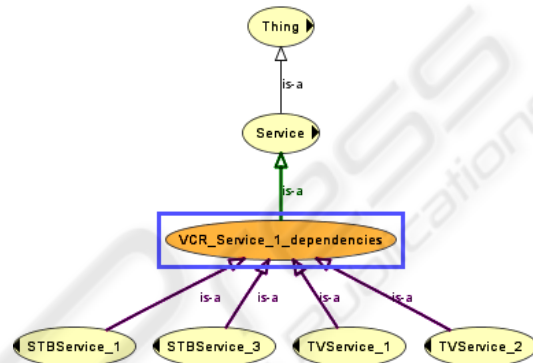 Thing
is-a
Service
is-a
VCR_Service_1_dependencies
is-a
is-a
is-a
is-a
STBService_1
STBService_3
TVService_1
TVService_2